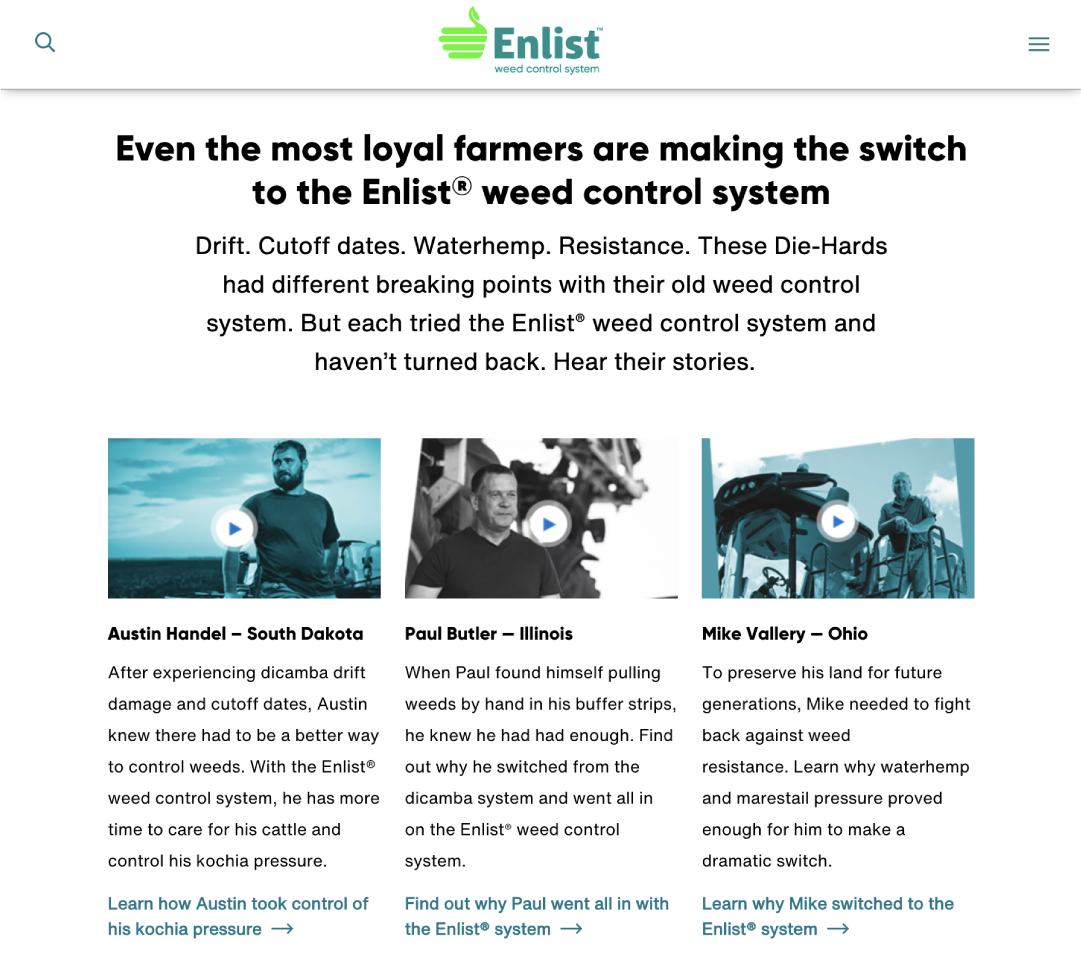 Enlist™
weed control system
Even the most loyal farmers are making the switch
to the Enlist® weed control system
Drift. Cutoff dates. Waterhemp. Resistance. These Die-Hards
had different breaking points with their old weed control
system. But each tried the Enlist® weed control system and
haven’t turned back. Hear their stories.
Austin Handel – South Dakota
After experiencing dicamba drift
damage and cutoff dates, Austin
knew there had to be a better way
to control weeds. With the Enlist®
weed control system, he has more
time to care for his cattle and
control his kochia pressure.
Learn how Austin took control of
his kochia pressure →
Paul Butler — Illinois
When Paul found himself pulling
weeds by hand in his buffer strips,
he knew he had had enough. Find
out why he switched from the
dicamba system and went all in
on the Enlist® weed control
system.
Find out why Paul went all in with
the Enlist® system →
Mike Vallery — Ohio
To preserve his land for future
generations, Mike needed to fight
back against weed
resistance. Learn why waterhemp
and marestail pressure proved
enough for him to make a
dramatic switch.
Learn why Mike switched to the
Enlist® system →